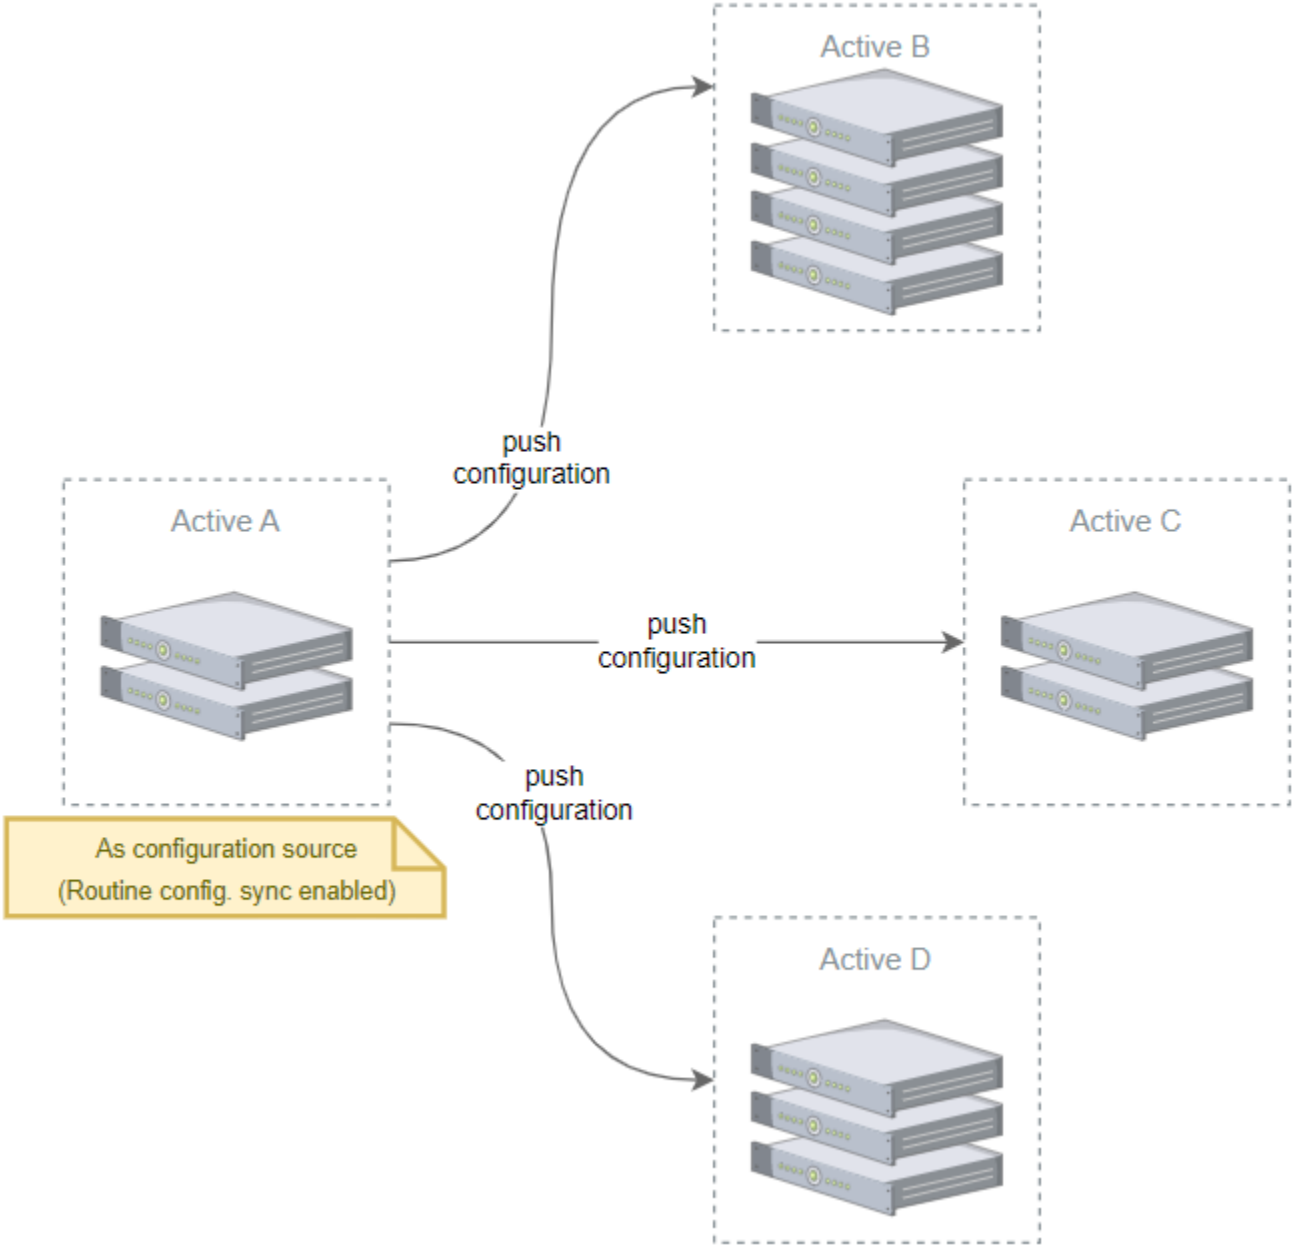 Active B
push
configuration
Active A
Active C
push
configuration
push
configuration
As configuration source
(Routine config. sync enabled)
Active D